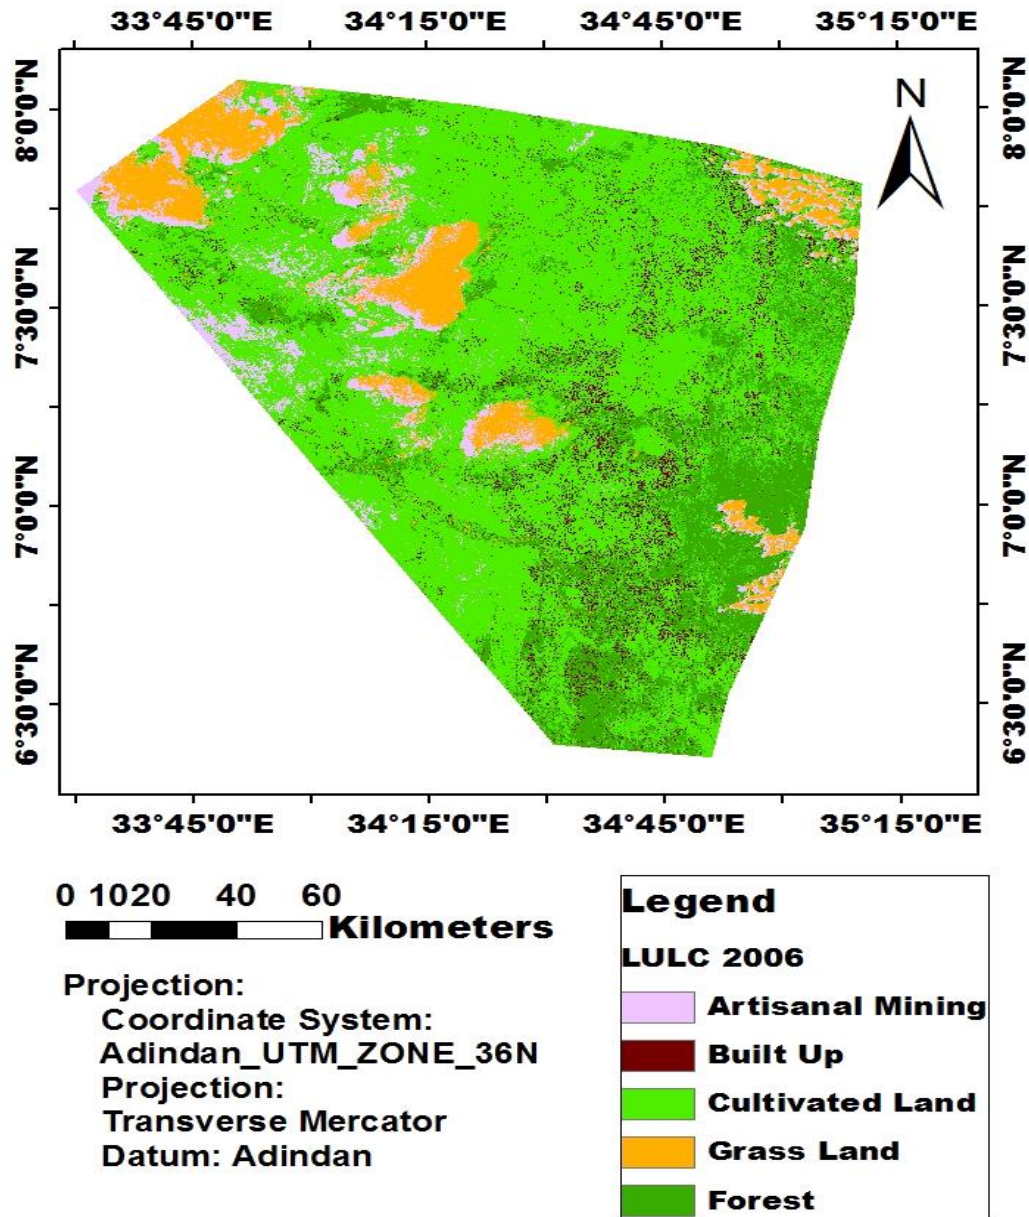 33°45'0"E 34°15'0"E 34°45'0"E 35°15'0"E
8°0'0"N
7°30'0"N
7°0'0"N
6°30'0"N
N
8°0'0"N
7°30'0"N
7°0'0"N
6°30'0"N
33°45'0"E 34°15'0"E 34°45'0"E 35°15'0"E
0 10 20 40 60
Kilometers
Projection:
Coordinate System:
Adindan_UTM_ZONE_36N
Projection:
Transverse Mercator
Datum: Adindan
Legend
LULC 2006
Artisanal Mining
Built Up
Cultivated Land
Grass Land
Forest